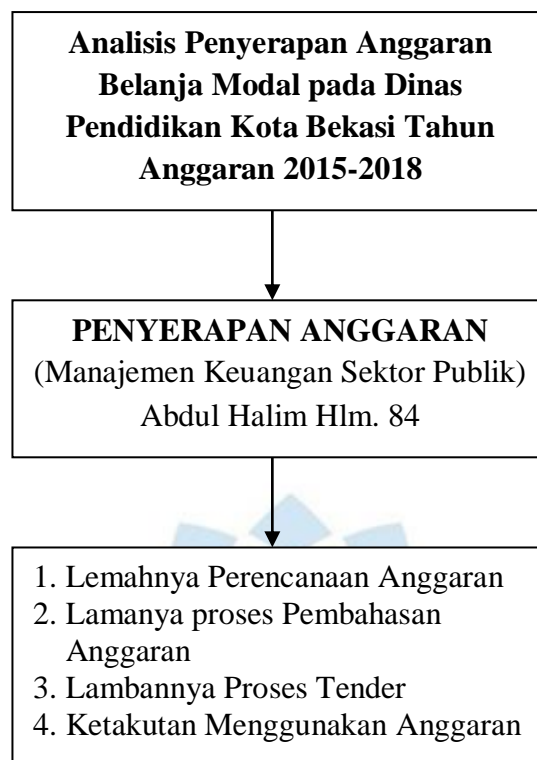 Analisis Penyerapan Anggaran
Belanja Modal pada Dinas
Pendidikan Kota Bekasi Tahun
Anggaran 2015-2018
PENYERAPAN ANGGARAN
(Manajemen Keuangan Sektor Publik)
Abdul Halim Hlm. 84
1. Lemahnya Perencanaan Anggaran
2. Lamanya proses Pembahasan
Anggaran
3. Lambannya Proses Tender
4. Ketakutan Menggunakan Anggaran